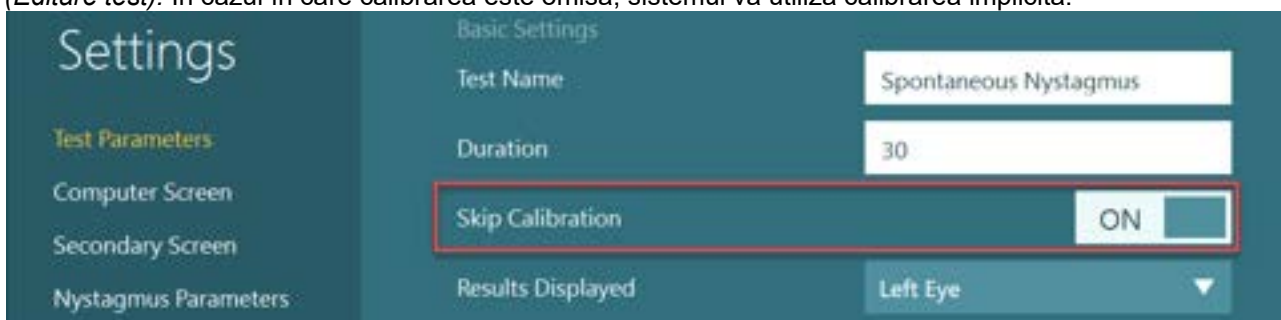 (Editare test). În cazul în care calibrarea este omisă, sistemul va utiliza calibrarea implicită.
Settings
Basic Settings
Test Name
Spontaneous Nystagmus
Test Parameters
Duration
30
Computer Screen
Skip Calibration
ON
Secondary Screen
Nystagmus Parameters
Results Displayed
Left Eye